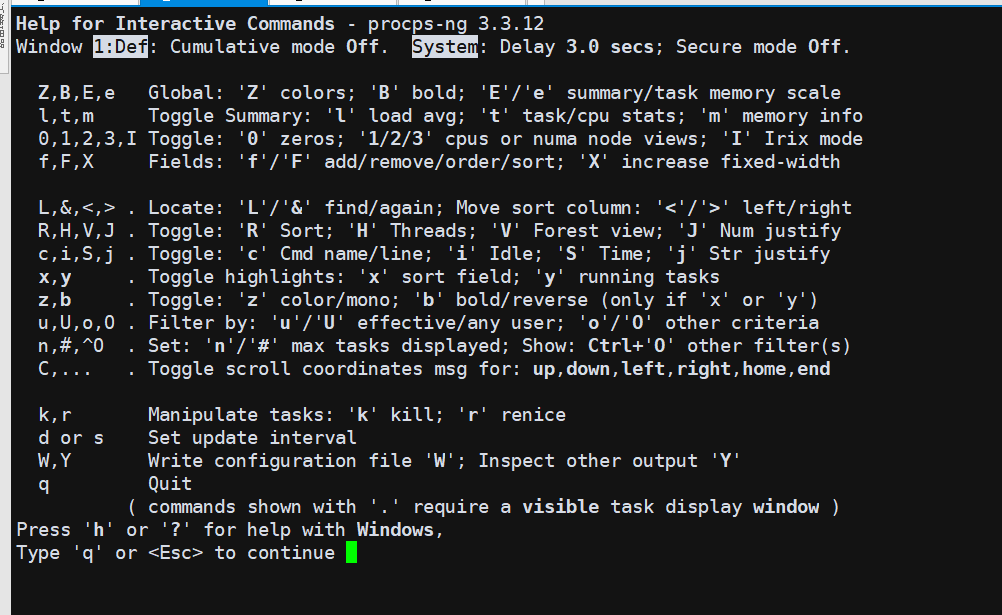 Help for Interactive Commands - procps-ng 3.3.12
Window 1:Def: Cumulative mode Off.  System: Delay 3.0 secs; Secure mode Off.

  Z,B,E,e   Global: 'Z' colors; 'B' bold; 'E'/'e' summary/task memory scale
  l,t,m     Toggle Summary: 'l' load avg; 't' task/cpu stats; 'm' memory info
  0,1,2,3,I Toggle: '0' zeros; '1/2/3' cpus or numa node views; 'I' Irix mode
  f,F,X     Fields: 'f'/'F' add/remove/order/sort; 'X' increase fixed-width

  L,&,<,> . Locate: 'L'/'&' find/again; Move sort column: '<'/'>' left/right
  R,H,V,J . Toggle: 'R' Sort; 'H' Threads; 'V' Forest view; 'J' Num justify
  c,i,S,j . Toggle: 'c' Cmd name/line; 'i' Idle; 'S' Time; 'j' Str justify
  x,y     . Toggle highlights: 'x' sort field; 'y' running tasks
  z,b     . Toggle: 'z' color/mono; 'b' bold/reverse (only if 'x' or 'y')
  u,U,o,O . Filter by: 'u'/'U' effective/any user; 'o'/'O' other criteria
  n,#,^O  . Set: 'n'/'#' max tasks displayed; Show: Ctrl+'O' other filter(s)
  C,...   . Toggle scroll coordinates msg for: up,down,left,right,home,end

  k,r       Manipulate tasks: 'k' kill; 'r' renice
  d or s    Set update interval
  W,Y       Write configuration file 'W'; Inspect other output 'Y'
  q         Quit
          ( commands shown with '.' require a visible task display window )
Press 'h' or '?' for help with Windows,
Type 'q' or <Esc> to continue